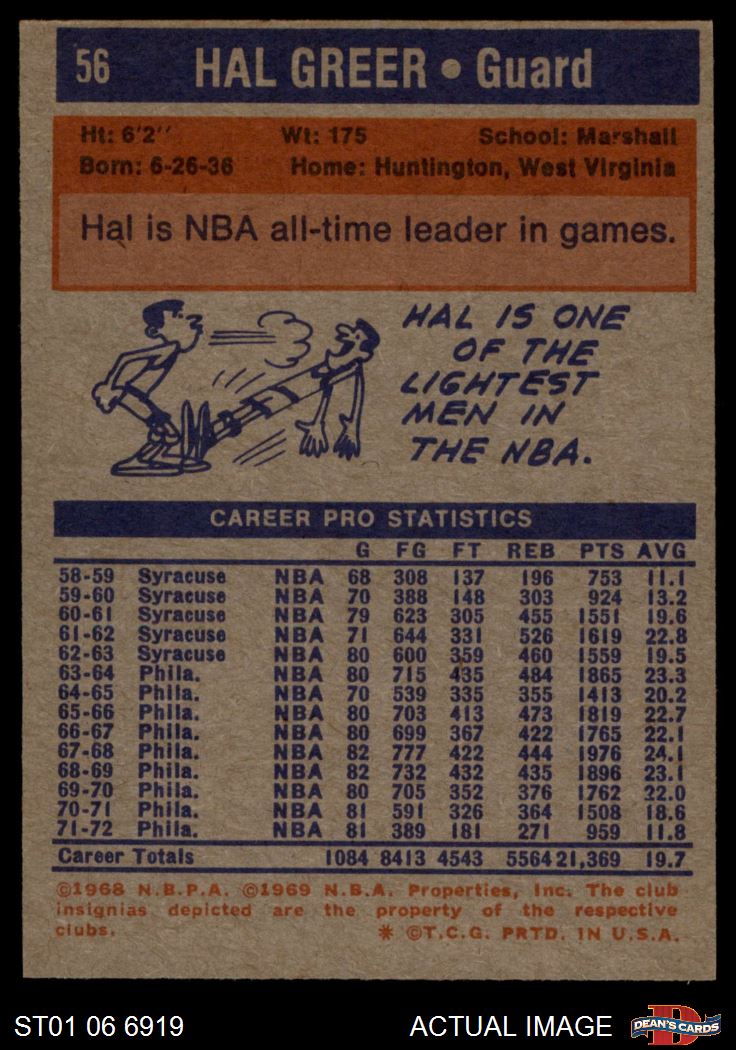 56 HAL GREER • Guard
Ht: 6'2'' Wt: 175 School: Marshall
Born: 6-26-36 Home: Huntington, West Virginia
Hal is NBA all-time leader in games.
HAL IS ONE
OF THE
LIGHTEST
MEN IN
THE NBA.
CAREER PRO STATISTICS
G FG FT REB PTS AVG
58-59 Syracuse NBA 68 308 137 196 753 11.1
59-60 Syracuse NBA 70 388 148 303 924 13.2
60-61 Syracuse NBA 79 623 305 455 1551 19.6
61-62 Syracuse NBA 71 644 331 526 1619 22.8
62-63 Syracuse NBA 80 600 359 460 1559 19.5
63-64 Phila. NBA 80 715 435 484 1865 23.3
64-65 Phila. NBA 70 539 335 355 1413 20.2
65-66 Phila. NBA 80 703 413 473 1819 22.7
66-67 Phila. NBA 80 699 367 422 1765 22.1
67-68 Phila. NBA 82 777 422 444 1976 24.1
68-69 Phila. NBA 82 732 432 435 1896 23.1
69-70 Phila. NBA 80 705 352 376 1762 22.0
70-71 Phila. NBA 81 591 326 364 1508 18.6
71-72 Phila. NBA 81 389 181 271 959 11.8
Career Totals 1084 8413 4543 5564 21,369 19.7
©1968 N.B.P.A. ©1969 N.B.A. Properties, Inc. The club
insignias depicted are the property of the respective
clubs. * ©T.C.G. PRTD. IN U.S.A.
ST01 06 6919 ACTUAL IMAGE DEAN'S CARDS